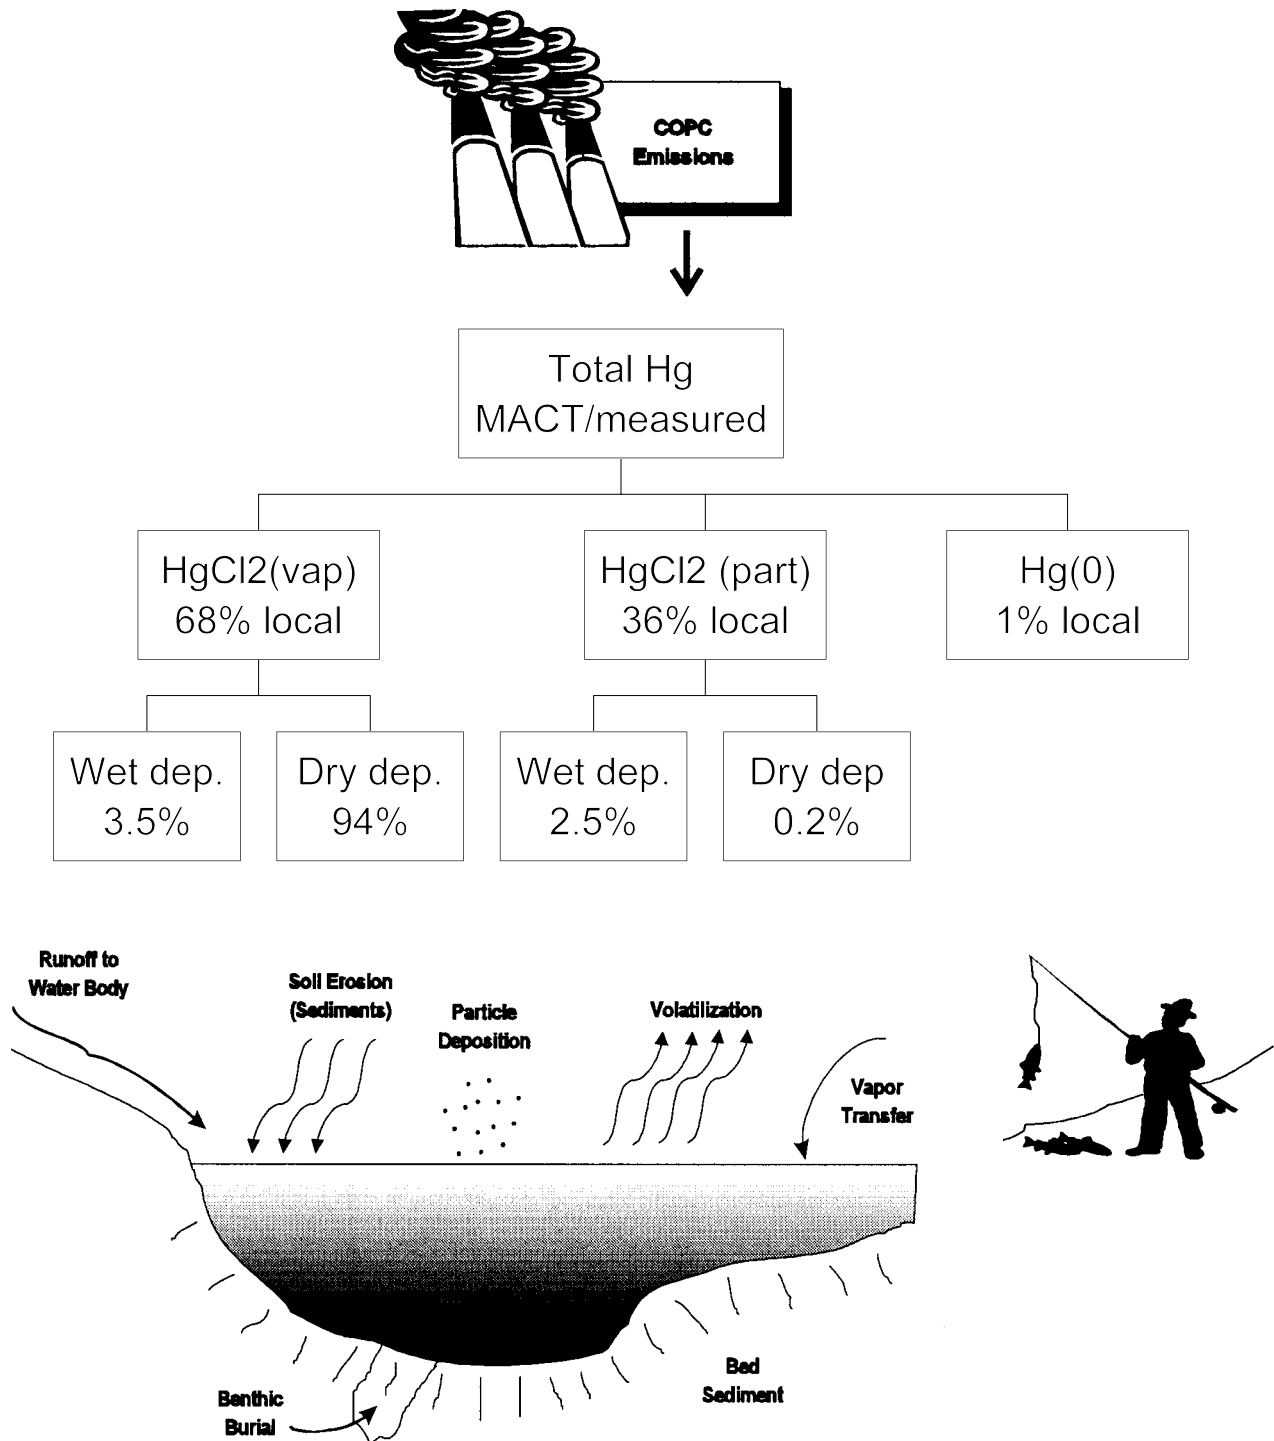 COPC
Emissions
Total Hg
MACT/measured
HgCl2(vap)
68% local
HgCl2 (part)
36% local
Hg(0)
1% local
Wet dep.
3.5%
Dry dep.
94%
Wet dep.
2.5%
Dry dep
0.2%
Runoff to
Water Body
Soil Erosion
(Sediments)
Particle
Deposition
Volatilization
Vapor
Transfer
Bed
Sediment
Benthic
Burial